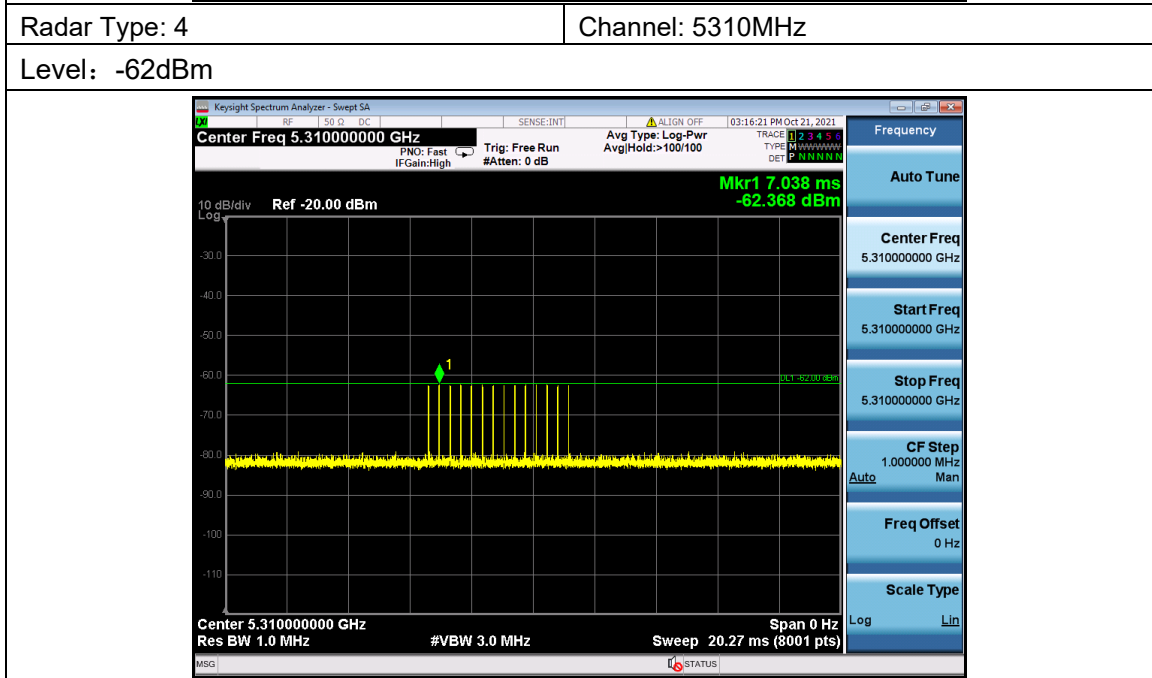 Radar Type: 4
Channel: 5310MHz
Level：-62dBm
Keysight Spectrum Analyzer - Swept SA
LXI
RF
50 Ω
DC
SENSE:INT
ALIGN OFF
03:16:21 PM Oct 21, 2021
Center Freq 5.310000000 GHz
PNO: Fast
IFGain:High
Trig: Free Run
#Atten: 0 dB
Avg Type: Log-Pwr
Avg|Hold:>100/100
TRACE 1 2 3 4 5 6
TYPE M WWWWW
DET P N N N N N
Mkr1 7.038 ms
-62.368 dBm
10 dB/div
Ref -20.00 dBm
Log
-30.0
-40.0
-50.0
-60.0
-70.0
-80.0
-90.0
-100
-110
1
DL1 -62.00 dBm
Center 5.310000000 GHz
Span 0 Hz
Res BW 1.0 MHz
#VBW 3.0 MHz
Sweep 20.27 ms (8001 pts)
MSG
STATUS
Frequency
Auto Tune
Center Freq
5.310000000 GHz
Start Freq
5.310000000 GHz
Stop Freq
5.310000000 GHz
CF Step
1.000000 MHz
Auto Man
Freq Offset
0 Hz
Scale Type
Log Lin